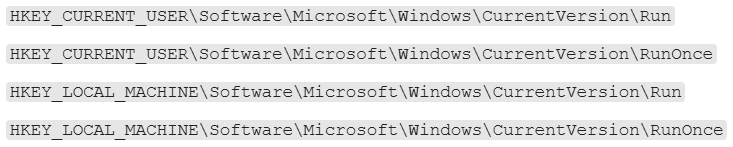 HKEY_CURRENT_USER\Software\Microsoft\Windows\CurrentVersion\Run
HKEY_CURRENT_USER\Software\Microsoft\Windows\CurrentVersion\RunOnce
HKEY_LOCAL_MACHINE\Software\Microsoft\Windows\CurrentVersion\Run
HKEY_LOCAL_MACHINE\Software\Microsoft\Windows\CurrentVersion\RunOnce